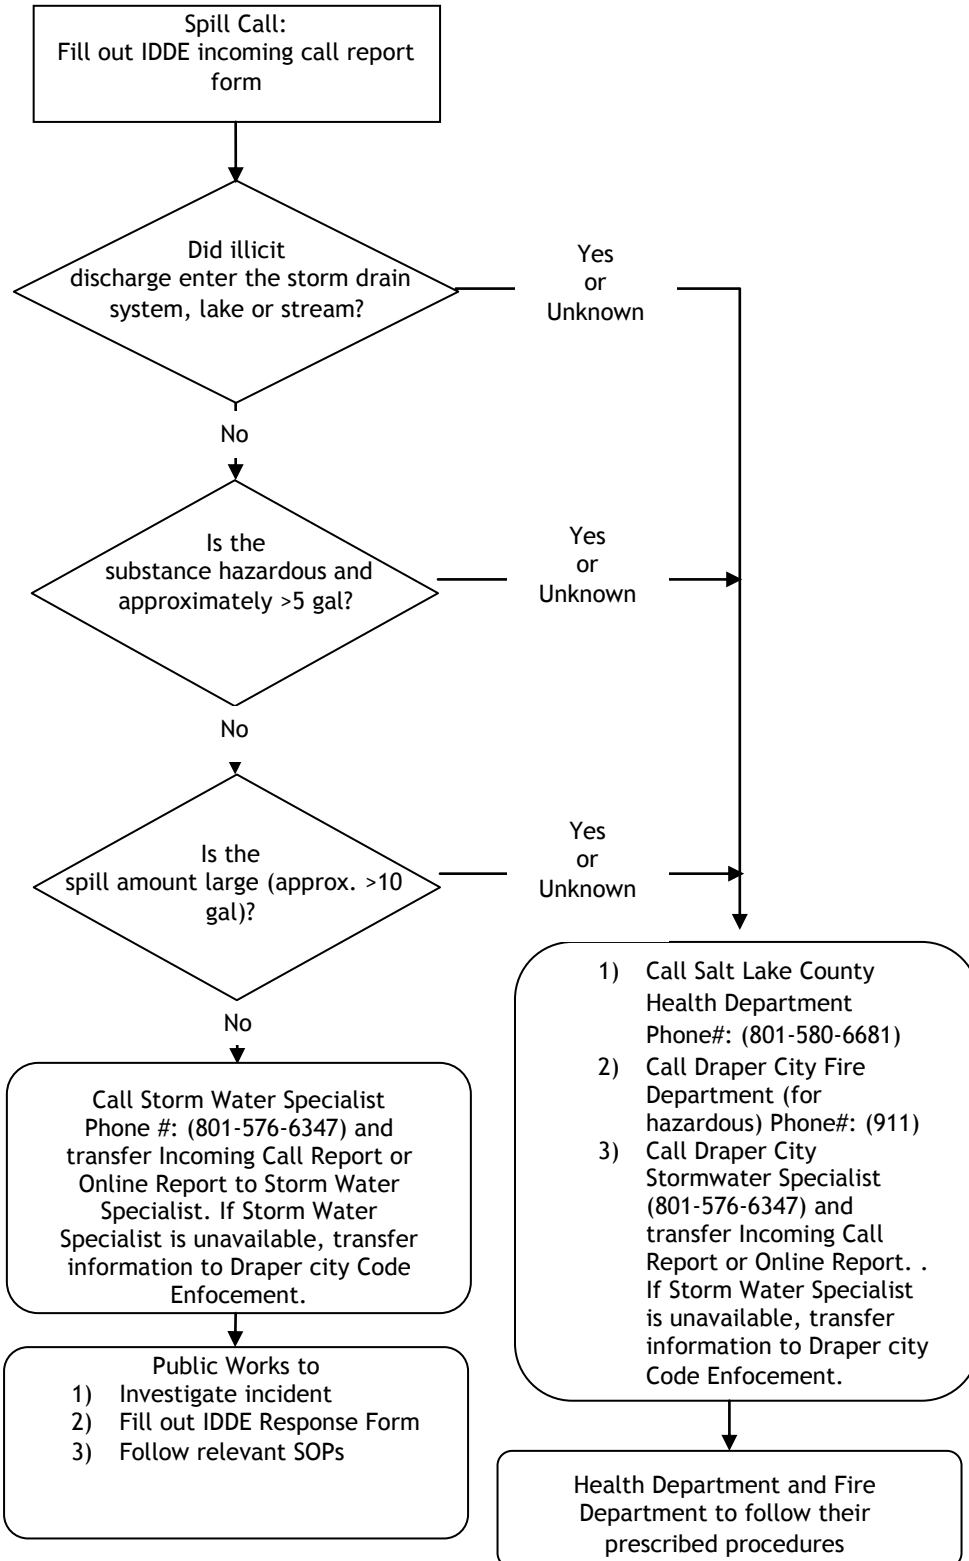 Spill Call:
Fill out IDDE incoming call report
form
Did illicit
discharge enter the storm drain
system, lake or stream?
Yes
or
Unknown
No
Is the
substance hazardous and
approximately >5 gal?
Yes
or
Unknown
No
Is the
spill amount large (approx. >10
gal)?
Yes
or
Unknown
No
Call Storm Water Specialist
Phone #: (801-576-6347) and
transfer Incoming Call Report or
Online Report to Storm Water
Specialist. If Storm Water
Specialist is unavailable, transfer
information to Draper city Code
Enfocement.
Public Works to
1) Investigate incident
2) Fill out IDDE Response Form
3) Follow relevant SOPs
1) Call Salt Lake County
Health Department
Phone#: (801-580-6681)
2) Call Draper City Fire
Department (for
hazardous) Phone#: (911)
3) Call Draper City
Stormwater Specialist
(801-576-6347) and
transfer Incoming Call
Report or Online Report. .
If Storm Water Specialist
is unavailable, transfer
information to Draper city
Code Enfocement.
Health Department and Fire
Department to follow their
prescribed procedures